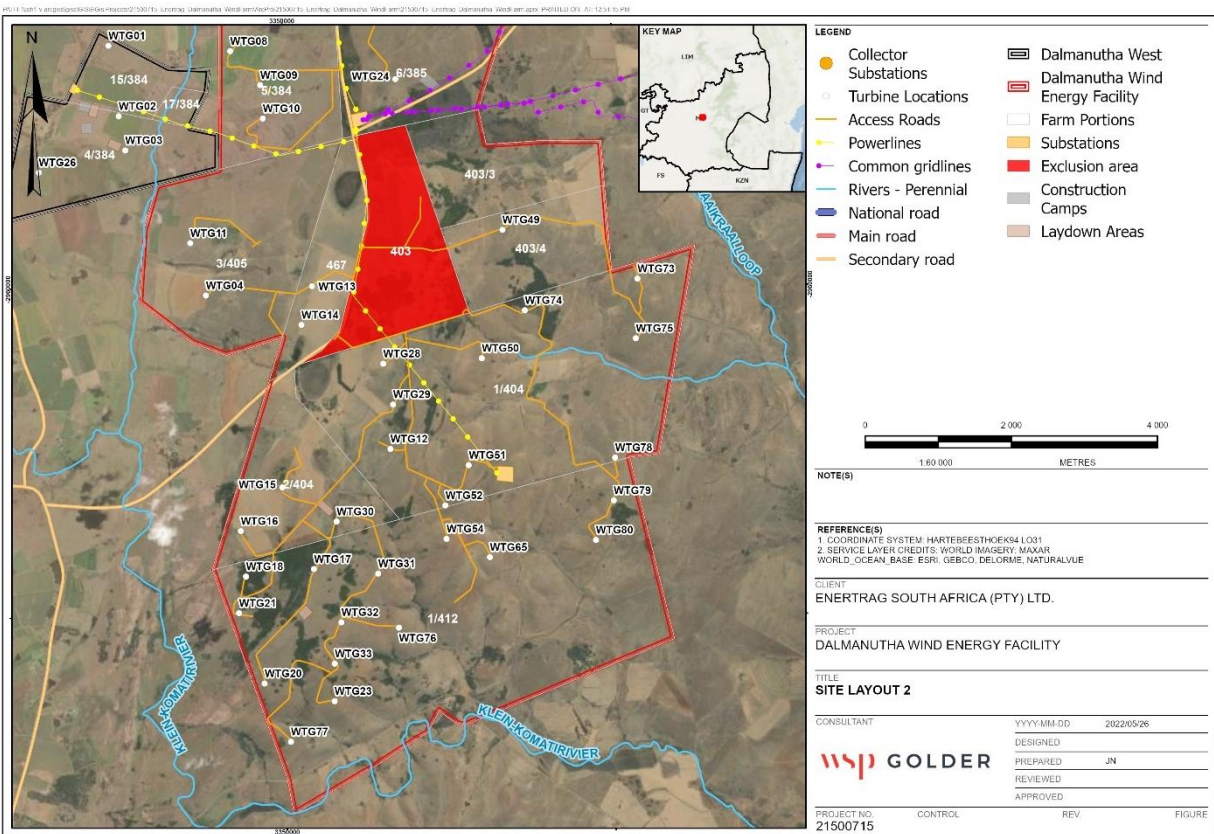 3350000
N
WTG01
WTG08
15/384
WTG09
5/384
WTG24
6/385
WTG02
17/384
WTG10
WTG03
4/384
WTG26
403/3
WTG11
WTG49
3/405
467
403
403/4
WTG04
WTG13
WTG73
WTG74
WTG14
WTG75
WTG28
WTG50
1/404
WTG29
WTG12
WTG51
WTG78
WTG15
2/404
WTG52
WTG79
WTG16
WTG30
WTG54
WTG80
WTG65
WTG17
WTG31
WTG18
WTG21
WTG32
1/412
WTG76
WTG33
WTG20
WTG23
WTG77
KLEIN-KOMATIRIVIER
KLEIN-KOMATIRIVIER
AAIKRAALLOOP
-2960000
-2960000
3350000
KEY MAP
LIM
GT
FS
KZN
LEGEND
Collector
Substations
Turbine Locations
Access Roads
Powerlines
Common gridlines
Rivers - Perennial
National road
Main road
Secondary road
Dalmanutha West
Dalmanutha Wind
Energy Facility
Farm Portions
Substations
Exclusion area
Construction
Camps
Laydown Areas
0 2 000 4 000
1:60 000 METRES
NOTE(S)
REFERENCE(S)
1. COORDINATE SYSTEM: HARTEBEESTHOEK94 LO31
2. SERVICE LAYER CREDITS: WORLD IMAGERY: MAXAR
WORLD_OCEAN_BASE: ESRI, GEBCO, DELORME, NATURALVUE
CLIENT
ENERTRAG SOUTH AFRICA (PTY) LTD.
PROJECT
DALMANUTHA WIND ENERGY FACILITY
TITLE
SITE LAYOUT 2
CONSULTANT
wsp GOLDER
YYYY-MM-DD 2022/05/26
DESIGNED
PREPARED JN
REVIEWED
APPROVED
PROJECT NO. CONTROL REV. FIGURE
21500715